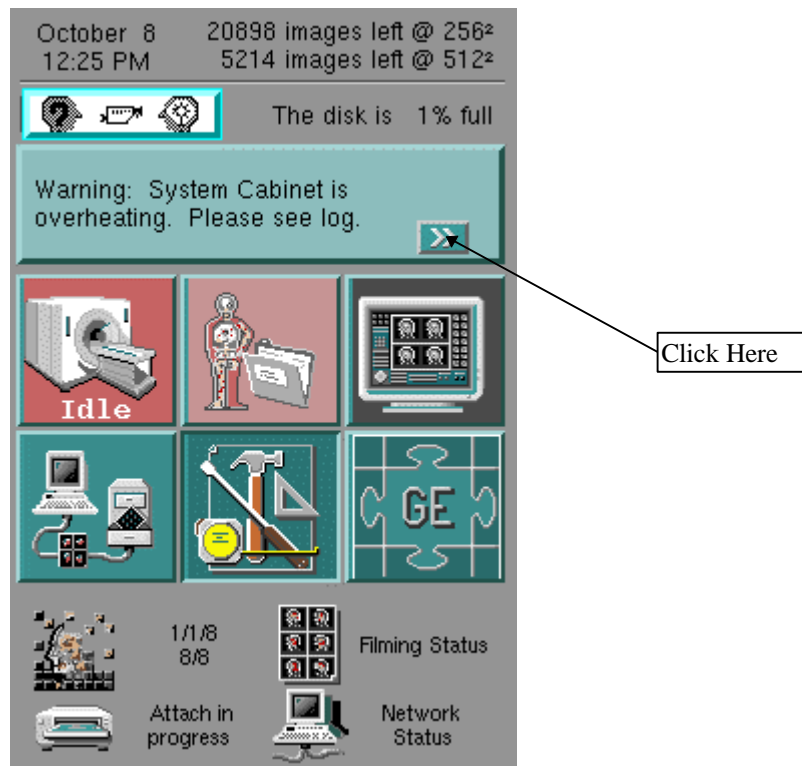 October 8 20898 images left @ 256²
12:25 PM 5214 images left @ 512²
The disk is 1% full
Warning: System Cabinet is
overheating. Please see log.
Click Here
Idle
GE
1/1/8
8/8
Filming Status
Attach in
progress
Network
Status